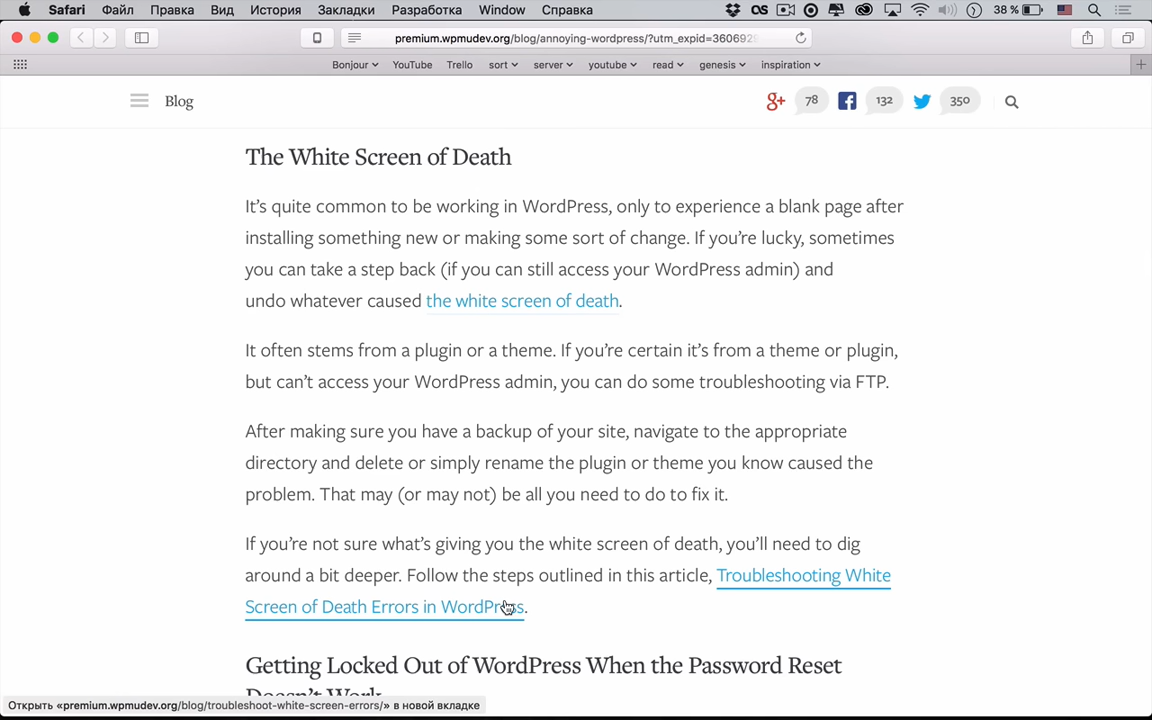 Safari Файл Правка Вид История Закладки Разработка Window Справка 38 %
premium.wpmudev.org/blog/annoying-wordpress/?utm_expid=3606929
Bonjour YouTube Trello sort server youtube read genesis inspiration
Blog g+ 78 132 350
The White Screen of Death
It’s quite common to be working in WordPress, only to experience a blank page after
installing something new or making some sort of change. If you’re lucky, sometimes
you can take a step back (if you can still access your WordPress admin) and
undo whatever caused the white screen of death.
It often stems from a plugin or a theme. If you’re certain it’s from a theme or plugin,
but can’t access your WordPress admin, you can do some troubleshooting via FTP.
After making sure you have a backup of your site, navigate to the appropriate
directory and delete or simply rename the plugin or theme you know caused the
problem. That may (or may not) be all you need to do to fix it.
If you’re not sure what’s giving you the white screen of death, you’ll need to dig
around a bit deeper. Follow the steps outlined in this article, Troubleshooting White
Screen of Death Errors in WordPress.
Getting Locked Out of WordPress When the Password Reset
Doesn’t Work
Открыть «premium.wpmudev.org/blog/troubleshoot-white-screen-errors/» в новой вкладке